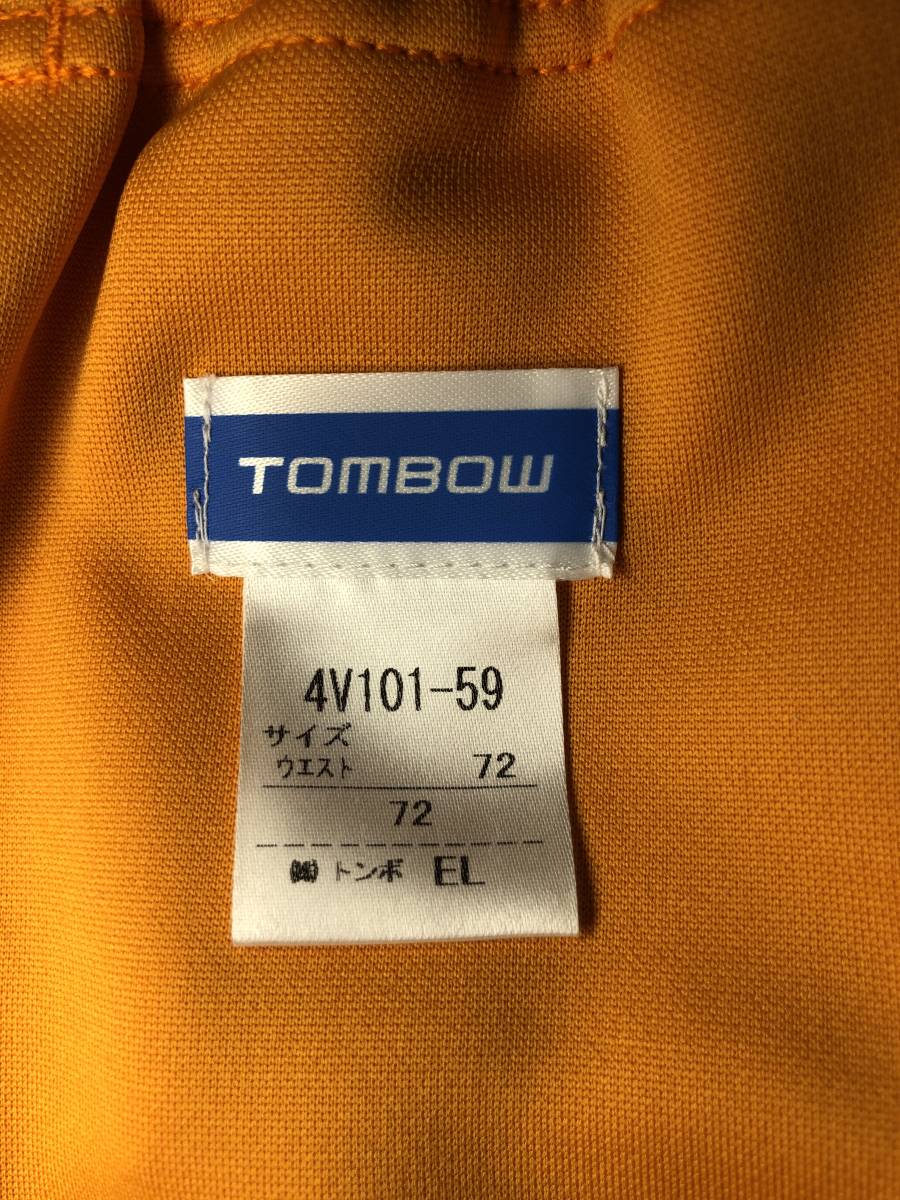 TOMBOW
4V101-59
サイズ
ウエスト 72
72
㈱トンボ EL